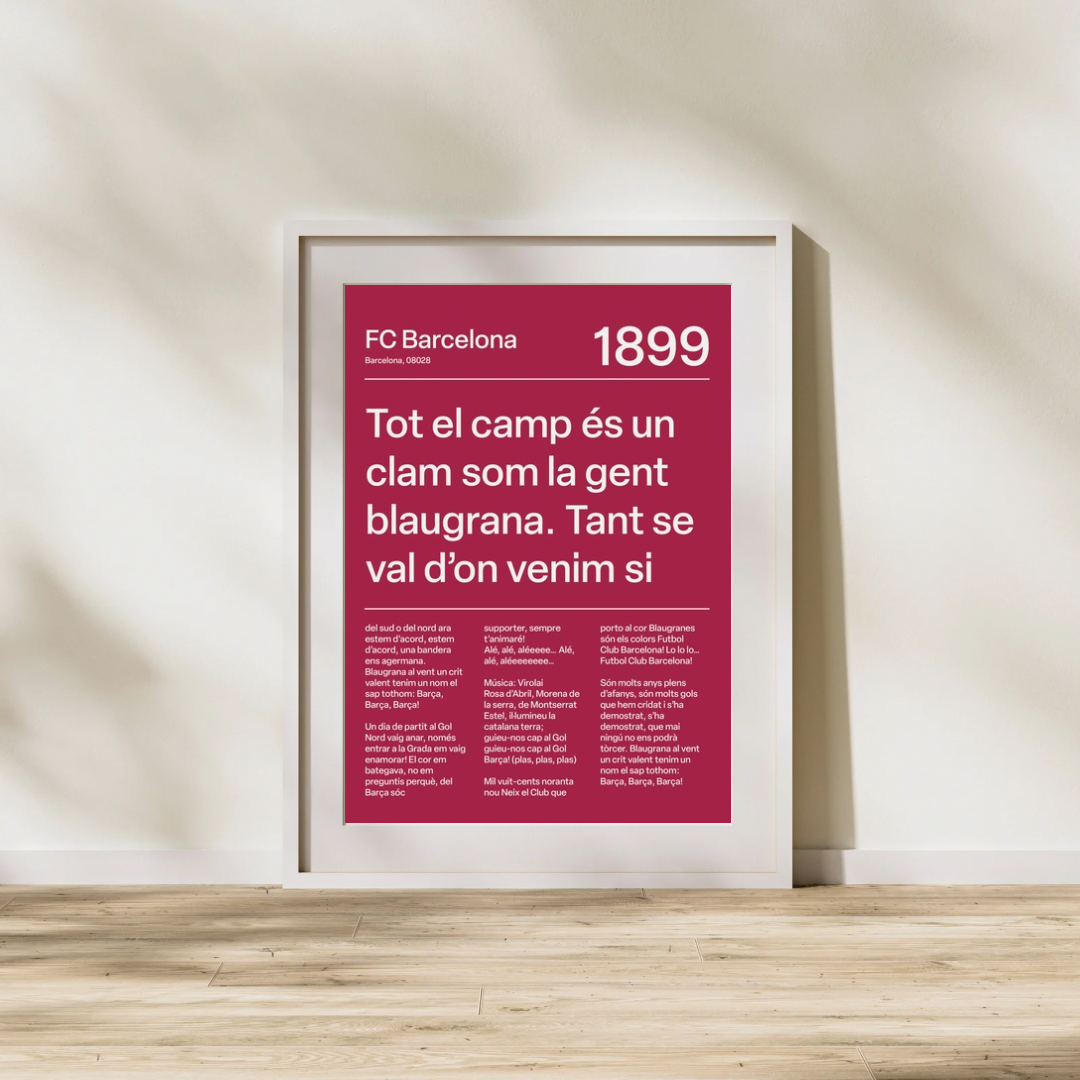 FC Barcelona
Barcelona, 08028
1899
Tot el camp és un
clam som la gent
blaugrana. Tant se
val d’on venim si
del sud o del nord ara
estem d’acord, estem
d’acord, una bandera
ens agermana.
Blaugrana al vent un crit
valent tenim un nom el
sap tothom: Barça,
Barça, Barça!
Un dia de partit al Gol
Nord vaig anar, només
entrar a la Grada em vaig
enamorar! El cor em
bategava, no em
preguntis perquè, del
Barça sóc
supporter, sempre
t’animaré!
Alé, alé, aléeeee... Alé,
alé, aléeeeeeee...
Música: Virolai
Rosa d’Abril, Morena de
la serra, de Montserrat
Estel, il·lumineu la
catalana terra;
guieu-nos cap al Gol
guieu-nos cap al Gol
Barça! (plas, plas, plas)
Mil vuit-cents noranta
nou Neix el Club que
porto al cor Blaugranes
són els colors Futbol
Club Barcelona! Lo lo lo...
Futbol Club Barcelona!
Són molts anys plens
d’afanys, són molts gols
que hem cridat i s’ha
demostrat, s’ha
demostrat, que mai
ningú no ens podrà
tòrcer. Blaugrana al vent
un crit valent tenim un
nom el sap tothom:
Barça, Barça, Barça!